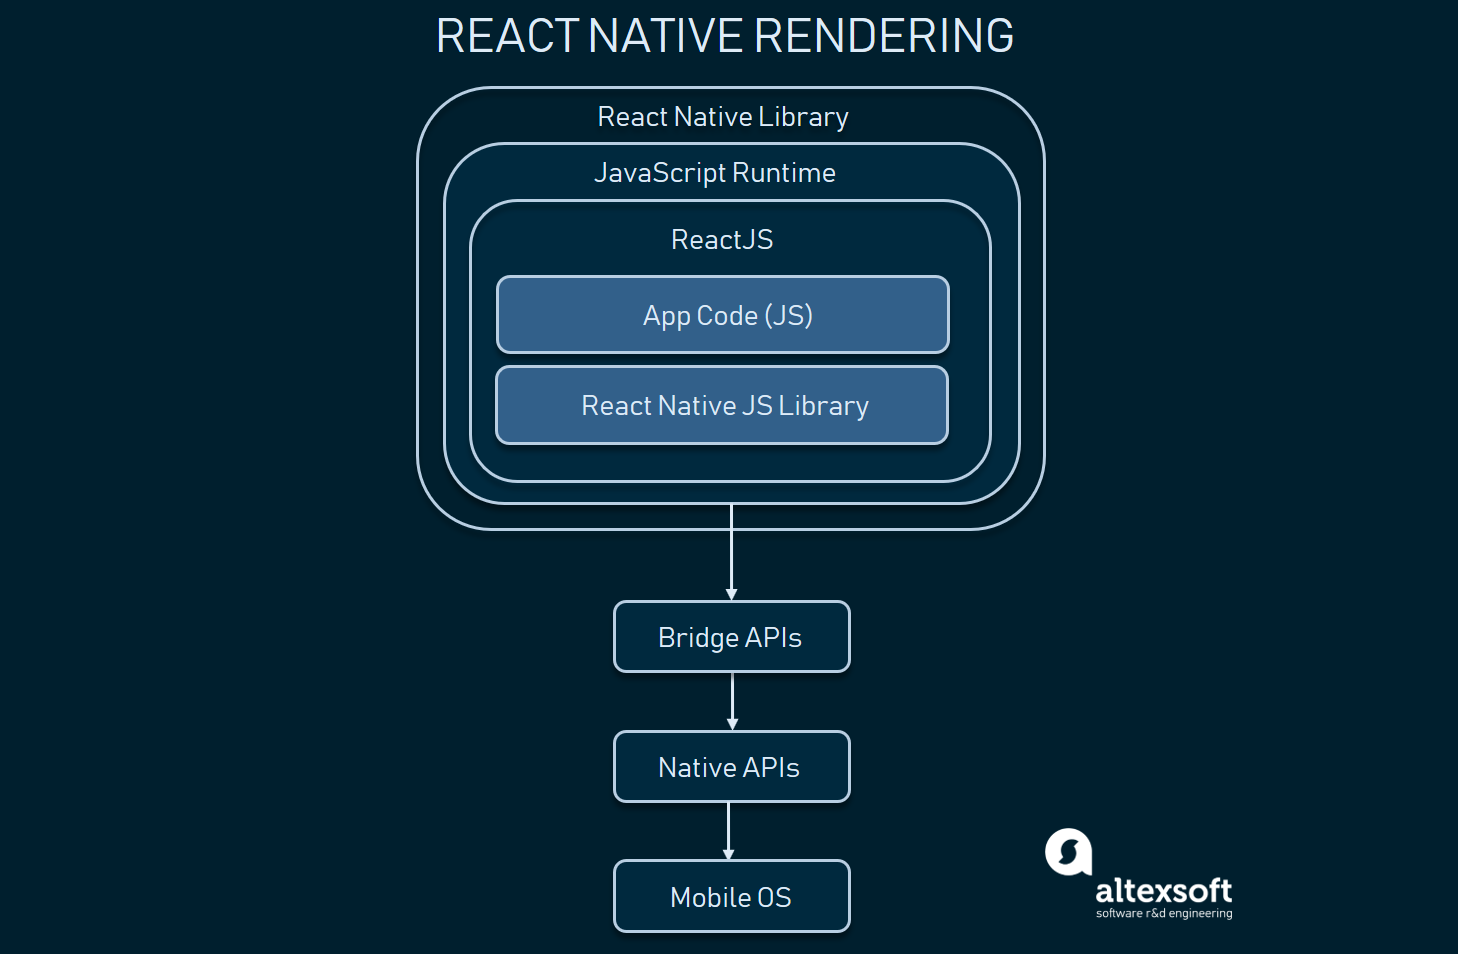 REACT NATIVE RENDERING
React Native Library
JavaScript Runtime
ReactJS
App Code (JS)
React Native JS Library
Bridge APIs
Native APIs
Mobile OS
altexsoft
software r&d engineering